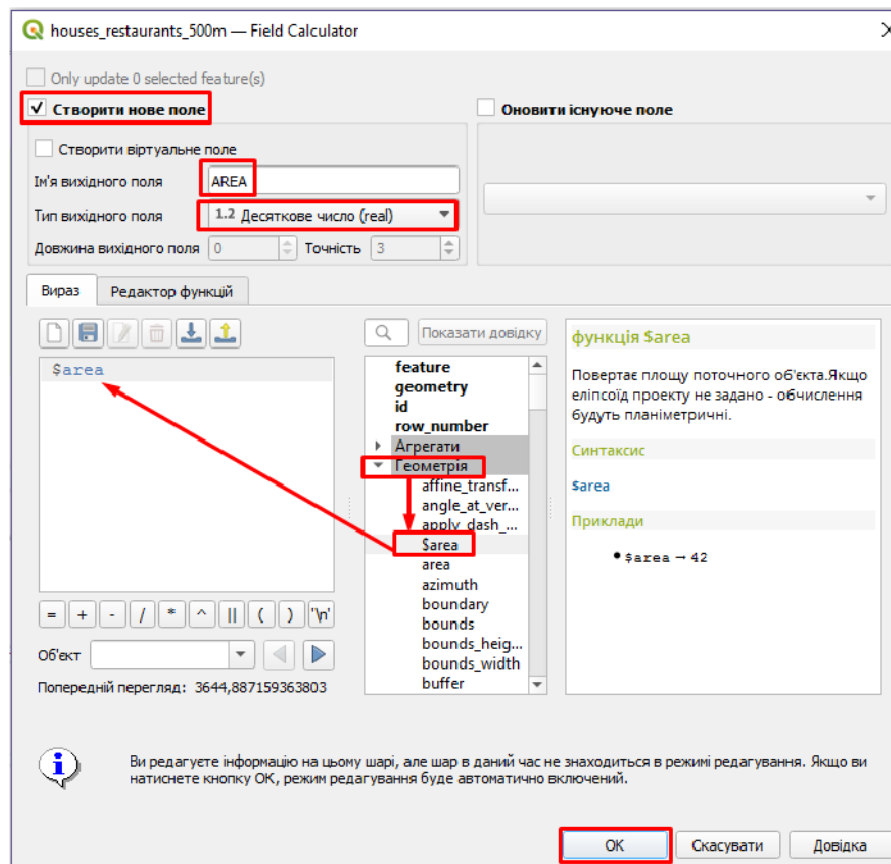 houses_restaurants_500m — Field Calculator
Only update 0 selected feature(s)
Створити нове поле
Оновити існуюче поле
Створити віртуальне поле
Ім'я вихідного поля AREA
Тип вихідного поля 1.2 Десяткове число (real)
Довжина вихідного поля 0 Точність 3
Вираз Редактор функцій
$area
= + - / * ^ || ( ) '\n'
Об'єкт
Попередній перегляд: 3644,887159363803
Показати довідку
feature
geometry
id
row_number
Агрегати
Геометрія
affine_transf...
angle_at_ver...
apply_dash_...
$area
area
azimuth
boundary
bounds
bounds_heig...
bounds_width
buffer
функція $area
Повертає площу поточного об'єкта.Якщо
еліпсоїд проекту не задано - обчислення
будуть планіметричні.
Синтаксис
$area
Приклади
• $area → 42
Ви редагуєте інформацію на цьому шарі, але шар в даний час не знаходиться в режимі редагування. Якщо ви
натиснете кнопку OK, режим редагування буде автоматично включений.
OK Скасувати Довідка